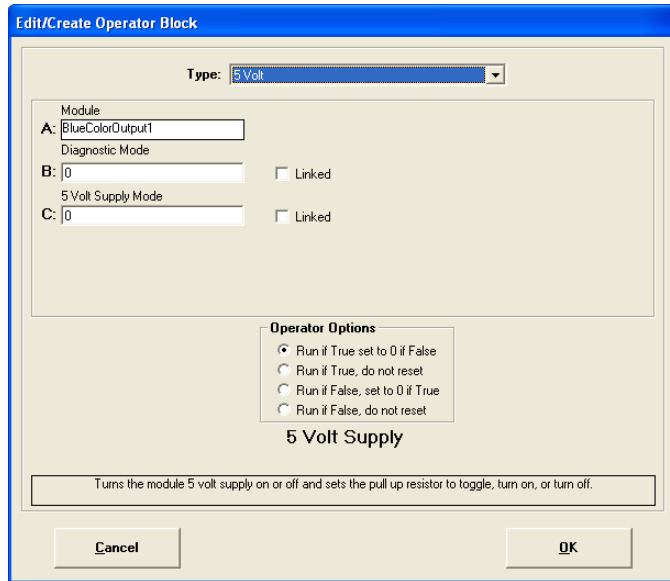 Edit/Create Operator Block
Type: 5 Volt
Module
A: BlueColorOutput1
Diagnostic Mode
B: 0 Linked
5 Volt Supply Mode
C: 0 Linked
Operator Options
Run if True set to 0 if False
Run if True, do not reset
Run if False, set to 0 if True
Run if False, do not reset
5 Volt Supply
Turns the module 5 volt supply on or off and sets the pull up resistor to toggle, turn on, or turn off.
Cancel OK